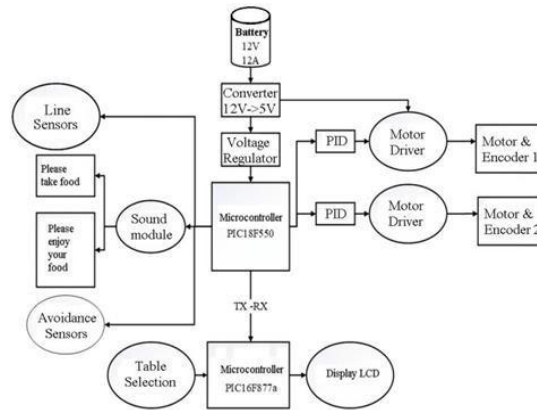 Battery
12V
12A
Converter
12V->5V
Voltage
Regulator
Line
Sensors
PID
Motor
Driver
Motor &
Encoder 1
Please
take food
Sound
module
Please
enjoy
your
food
Microcontroller
PIC18F550
PID
Motor
Driver
Motor &
Encoder 2
Avoidance
Sensors
TX -RX
Table
Selection
Microcontroller
PIC16F877a
Display LCD